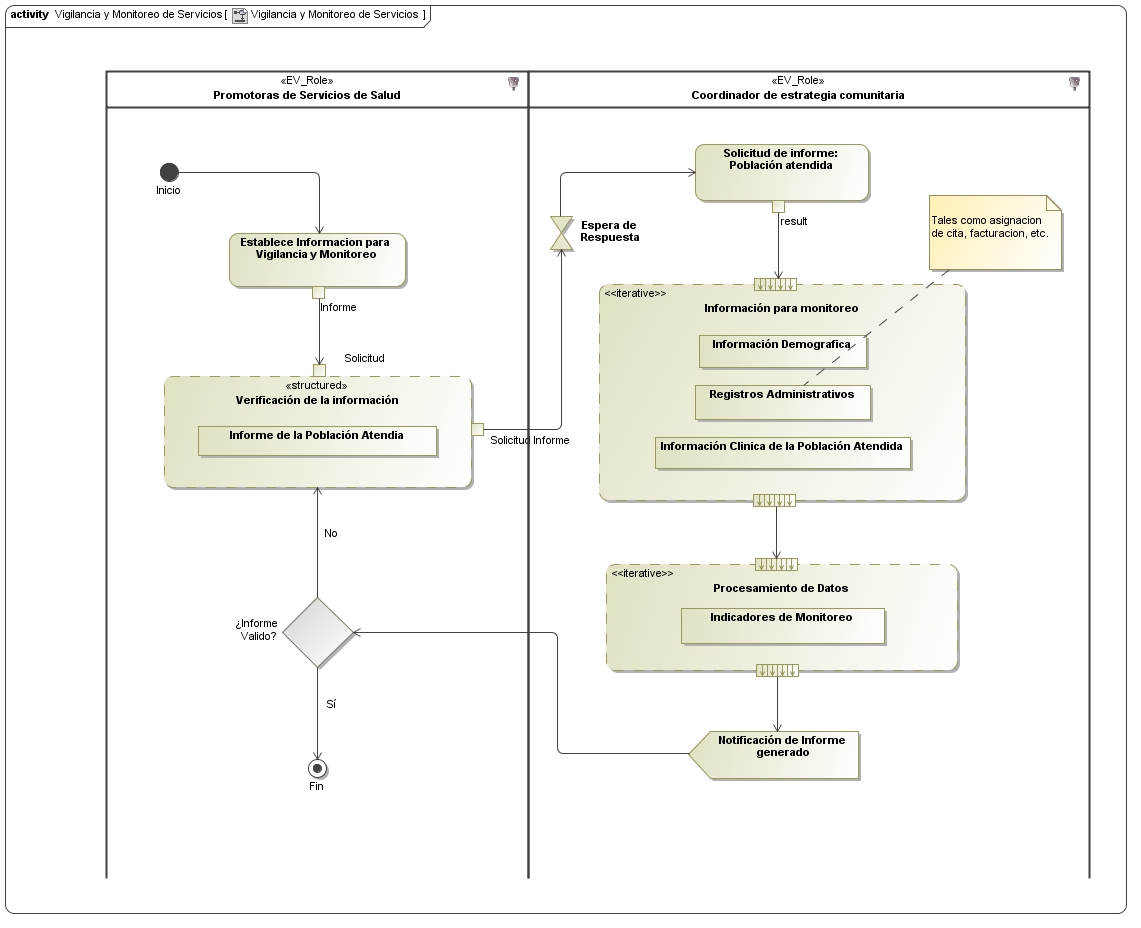 activity Vigilancia y Monitoreo de Servicios [ Vigilancia y Monitoreo de Servicios ]
«EV_Role»
Promotoras de Servicios de Salud
«EV_Role»
Coordinador de estrategia comunitaria
Inicio
Establece Informacion para
Vigilancia y Monitoreo
Informe
Solicitud
«structured»
Verificación de la información
Informe de la Población Atendia
Solicitud Informe
No
¿Informe
Valido?
Sí
Fin
Espera de
Respuesta
Solicitud de informe:
Población atendida
result
Tales como asignacion
de cita, facturacion, etc.
<<iterative>>
Información para monitoreo
Información Demografica
Registros Administrativos
Información Clinica de la Población Atendida
<<iterative>>
Procesamiento de Datos
Indicadores de Monitoreo
Notificación de Informe
generado